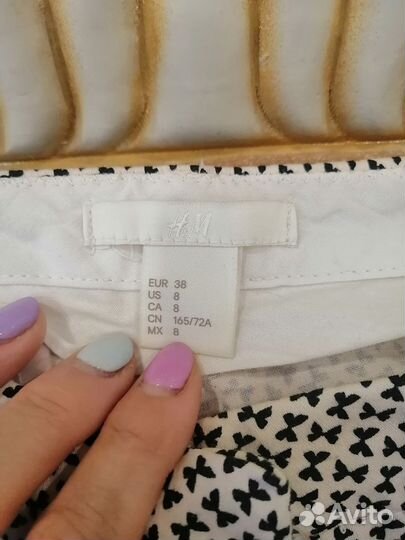 H&M
EUR 38
US 8
CA 8
CN 165/72A
MX 8
Avito